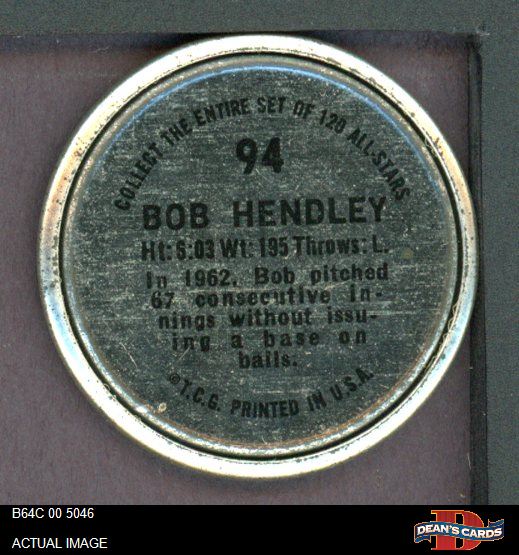 COLLECT THE ENTIRE SET OF 120 ALL-STARS
94
BOB HENDLEY
Ht: 6:03 Wt: 195 Throws: L.
In 1962, Bob pitched
67 consecutive in-
nings without issu-
ing a base on
balls.
©T.C.G. PRINTED IN U.S.A.
B64C 00 5046
ACTUAL IMAGE
DEAN'S CARDS